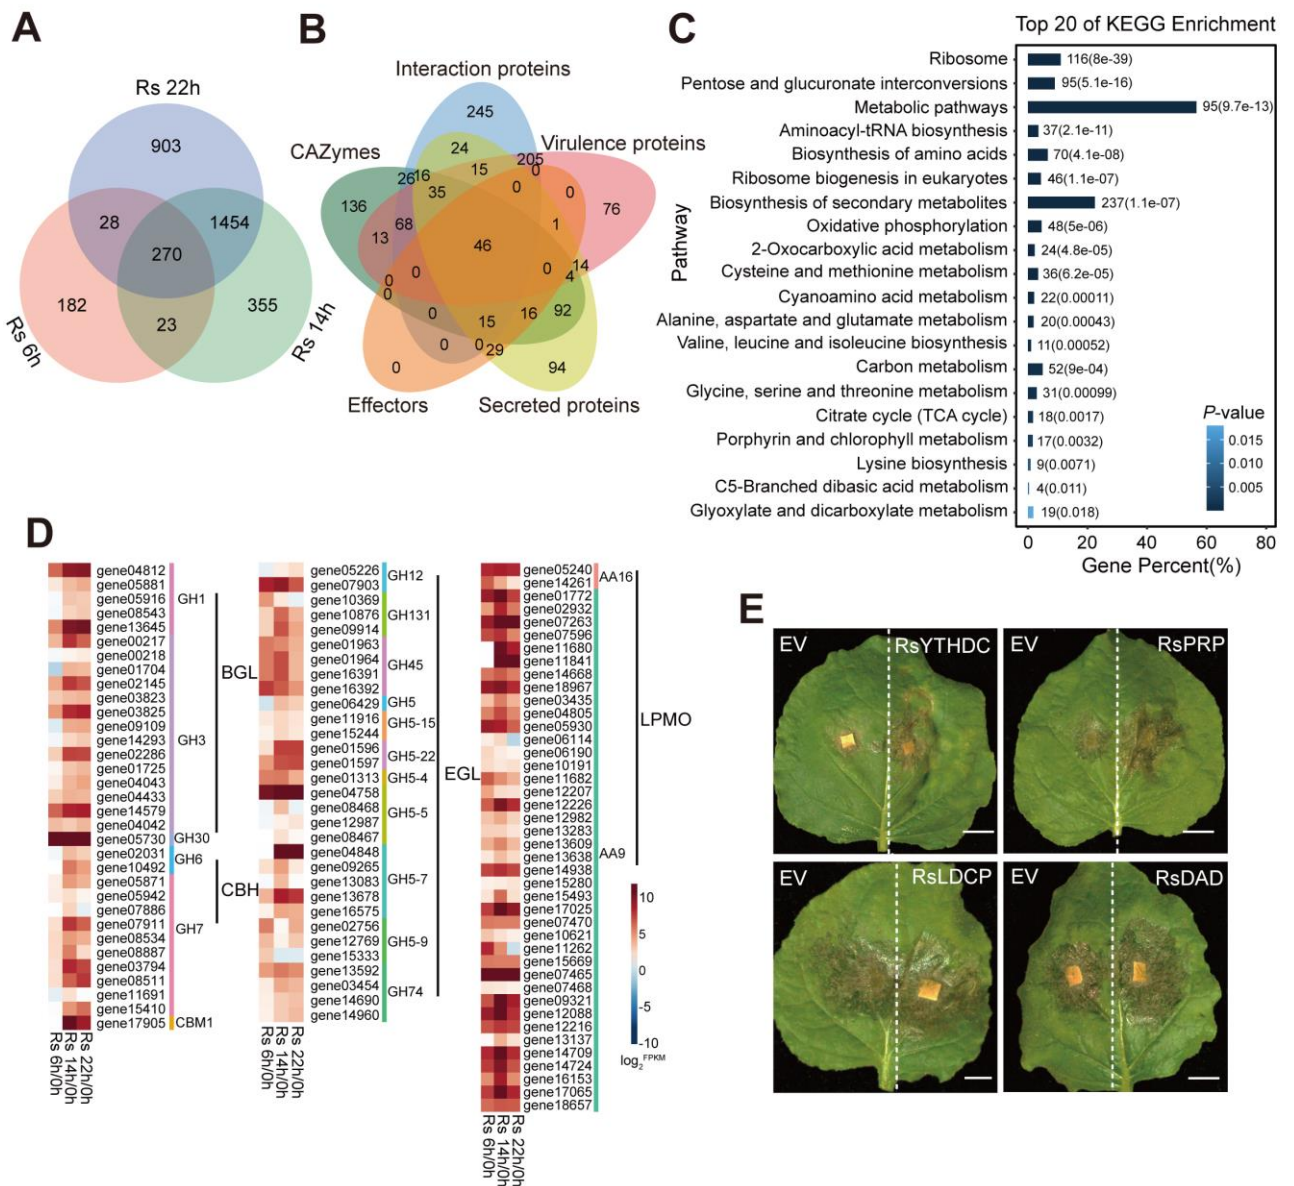 A
Rs 22h
903
28
1454
270
182
355
23
Rs 6h
Rs 14h
B
Interaction proteins
245
Virulence proteins
CAZymes
24
205
15
0
26
16
0
0
136
35
76
68
1
13
46
14
0
0
4
0
0
0
15
16
92
0
0
29
0
94
Effectors
Secreted proteins
C
Top 20 of KEGG Enrichment
Pathway
Ribosome 116(8e-39)
Pentose and glucuronate interconversions 95(5.1e-16)
Metabolic pathways 95(9.7e-13)
Aminoacyl-tRNA biosynthesis 37(2.1e-11)
Biosynthesis of amino acids 70(4.1e-08)
Ribosome biogenesis in eukaryotes 46(1.1e-07)
Biosynthesis of secondary metabolites 237(1.1e-07)
Oxidative phosphorylation 48(5e-06)
2-Oxocarboxylic acid metabolism 24(4.8e-05)
Cysteine and methionine metabolism 36(6.2e-05)
Cyanoamino acid metabolism 22(0.00011)
Alanine, aspartate and glutamate metabolism 20(0.00043)
Valine, leucine and isoleucine biosynthesis 11(0.00052)
Carbon metabolism 52(9e-04)
Glycine, serine and threonine metabolism 31(0.00099)
Citrate cycle (TCA cycle) 18(0.0017)
Porphyrin and chlorophyll metabolism 17(0.0032)
Lysine biosynthesis 9(0.0071)
C5-Branched dibasic acid metabolism 4(0.011)
Glyoxylate and dicarboxylate metabolism 19(0.018)
P-value
0.015
0.010
0.005
0 20 40 60 80
Gene Percent(%)
D
gene04812
gene05881
gene05916
gene08543
gene13645
gene00217
gene00218
gene01704
gene02145
gene03823
gene03825
gene09109
gene14293
gene02286
gene01725
gene04043
gene04433
gene14579
gene04042
gene05730
gene02031
gene10492
gene05871
gene05942
gene07886
gene07911
gene08534
gene08887
gene03794
gene08511
gene11691
gene15410
gene17905
GH1
GH3
GH30
GH6
GH7
CBM1
BGL
CBH
Rs 6h/0h
Rs 14h/0h
Rs 22h/0h
gene05226
gene07903
gene10369
gene10876
gene09914
gene01963
gene01964
gene16391
gene16392
gene06429
gene11916
gene15244
gene01596
gene01597
gene01313
gene04758
gene08468
gene12987
gene08467
gene04848
gene09265
gene13083
gene13678
gene16575
gene02756
gene12769
gene15333
gene13592
gene03454
gene14690
gene14960
GH12
GH131
GH45
GH5
GH5-15
GH5-22
GH5-4
GH5-5
GH5-7
GH5-9
GH74
EGL
Rs 6h/0h
Rs 14h/0h
Rs 22h/0h
gene05240
gene14261
gene01772
gene02932
gene07263
gene07596
gene11680
gene11841
gene14668
gene18967
gene03435
gene04805
gene05930
gene06114
gene06190
gene10191
gene11682
gene12207
gene12226
gene12982
gene13283
gene13609
gene13638
gene14938
gene15280
gene15493
gene17025
gene07470
gene10621
gene11262
gene15669
gene07465
gene07468
gene09321
gene12088
gene12216
gene13137
gene14709
gene14724
gene16153
gene17065
gene18657
AA16
AA9
LPMO
Rs 6h/0h
Rs 14h/0h
Rs 22h/0h
10
5
0
-5
-10
log2FPKM
E
EV RsYTHDC
EV RsPRP
EV RsLDCP
EV RsDAD